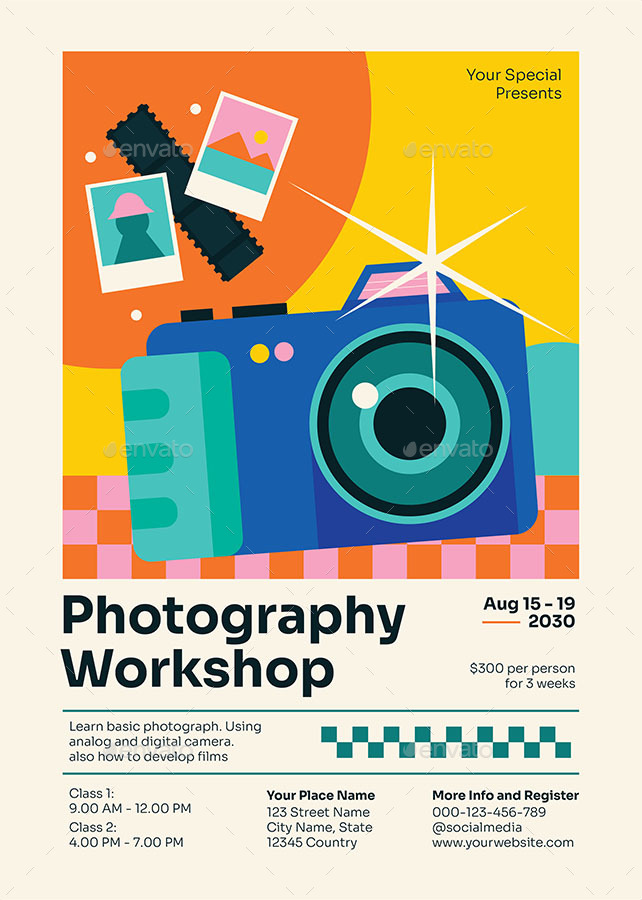 Your Special
Presents
envato
envato
envato
envato
Photography
Workshop
Aug 15 - 19
2030
$300 per person
for 3 weeks
Learn basic photograph. Using
analog and digital camera.
also how to develop films
envato
envato
Class 1:
9.00 AM - 12.00 PM
Class 2:
4.00 PM - 7.00 PM
Your Place Name
123 Street Name
City Name, State
12345 Country
More Info and Register
000-123-456-789
@socialmedia
www.yourwebsite.com